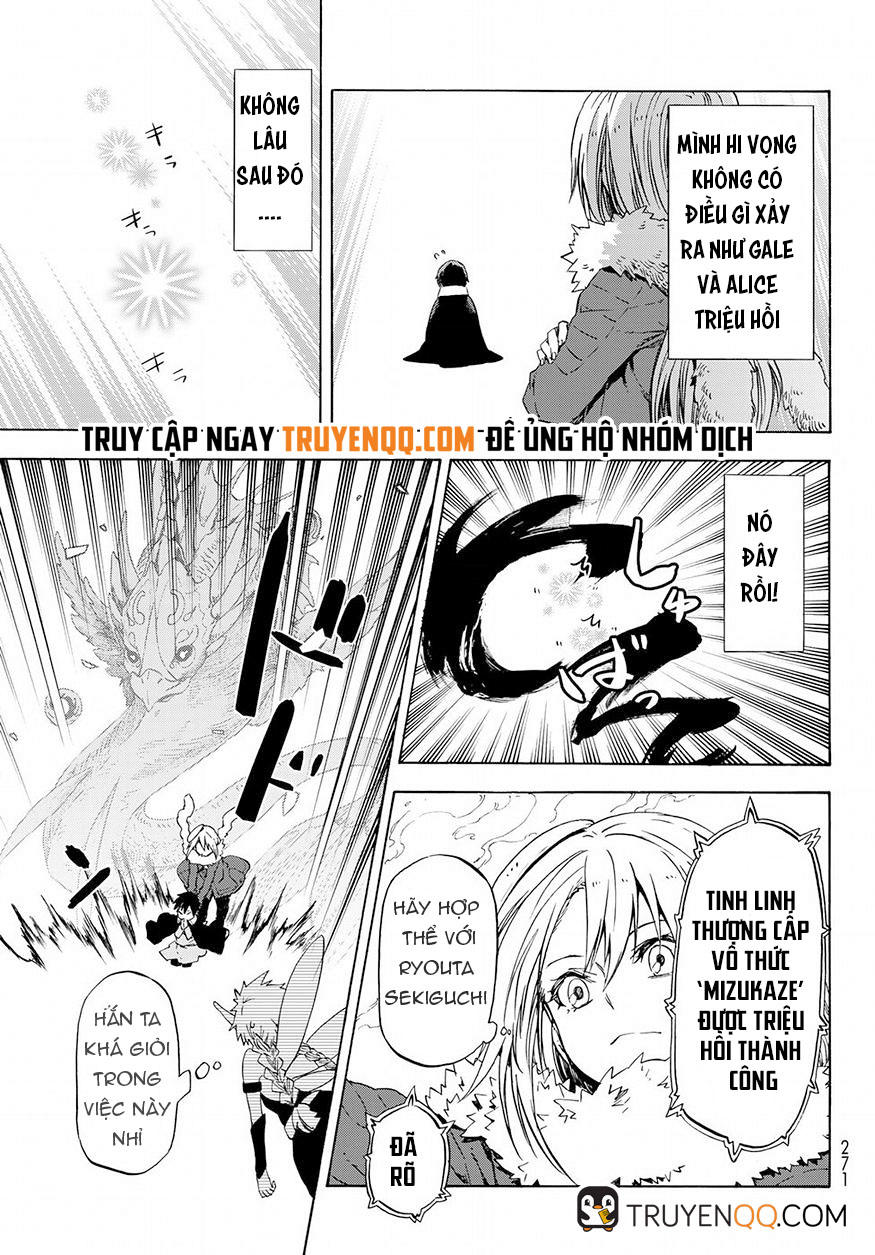 MÌNH HI VỌNG
KHÔNG CÓ
ĐIỀU GÌ XẢY
RA NHƯ GALE
VÀ ALICE
TRIỆU HỒI
KHÔNG
LÂU
SAU ĐÓ
....
TRUY CẬP NGAY TRUYENQQ.COM ĐỂ ỦNG HỘ NHÓM DỊCH
NÓ
ĐÂY
RỒI!
TINH LINH
THƯỢNG CẤP
VÔ THỨC
‘MIZUKAZE’
ĐƯỢC TRIỆU
HỒI THÀNH
CÔNG
HÃY HỢP
THỂ VỚI
RYOUTA
SEKIGUCHI
ĐÃ
RÕ
HẮN TA
KHÁ GIỎI
TRONG
VIỆC NÀY
NHỈ
271
TRUYENQQ.COM